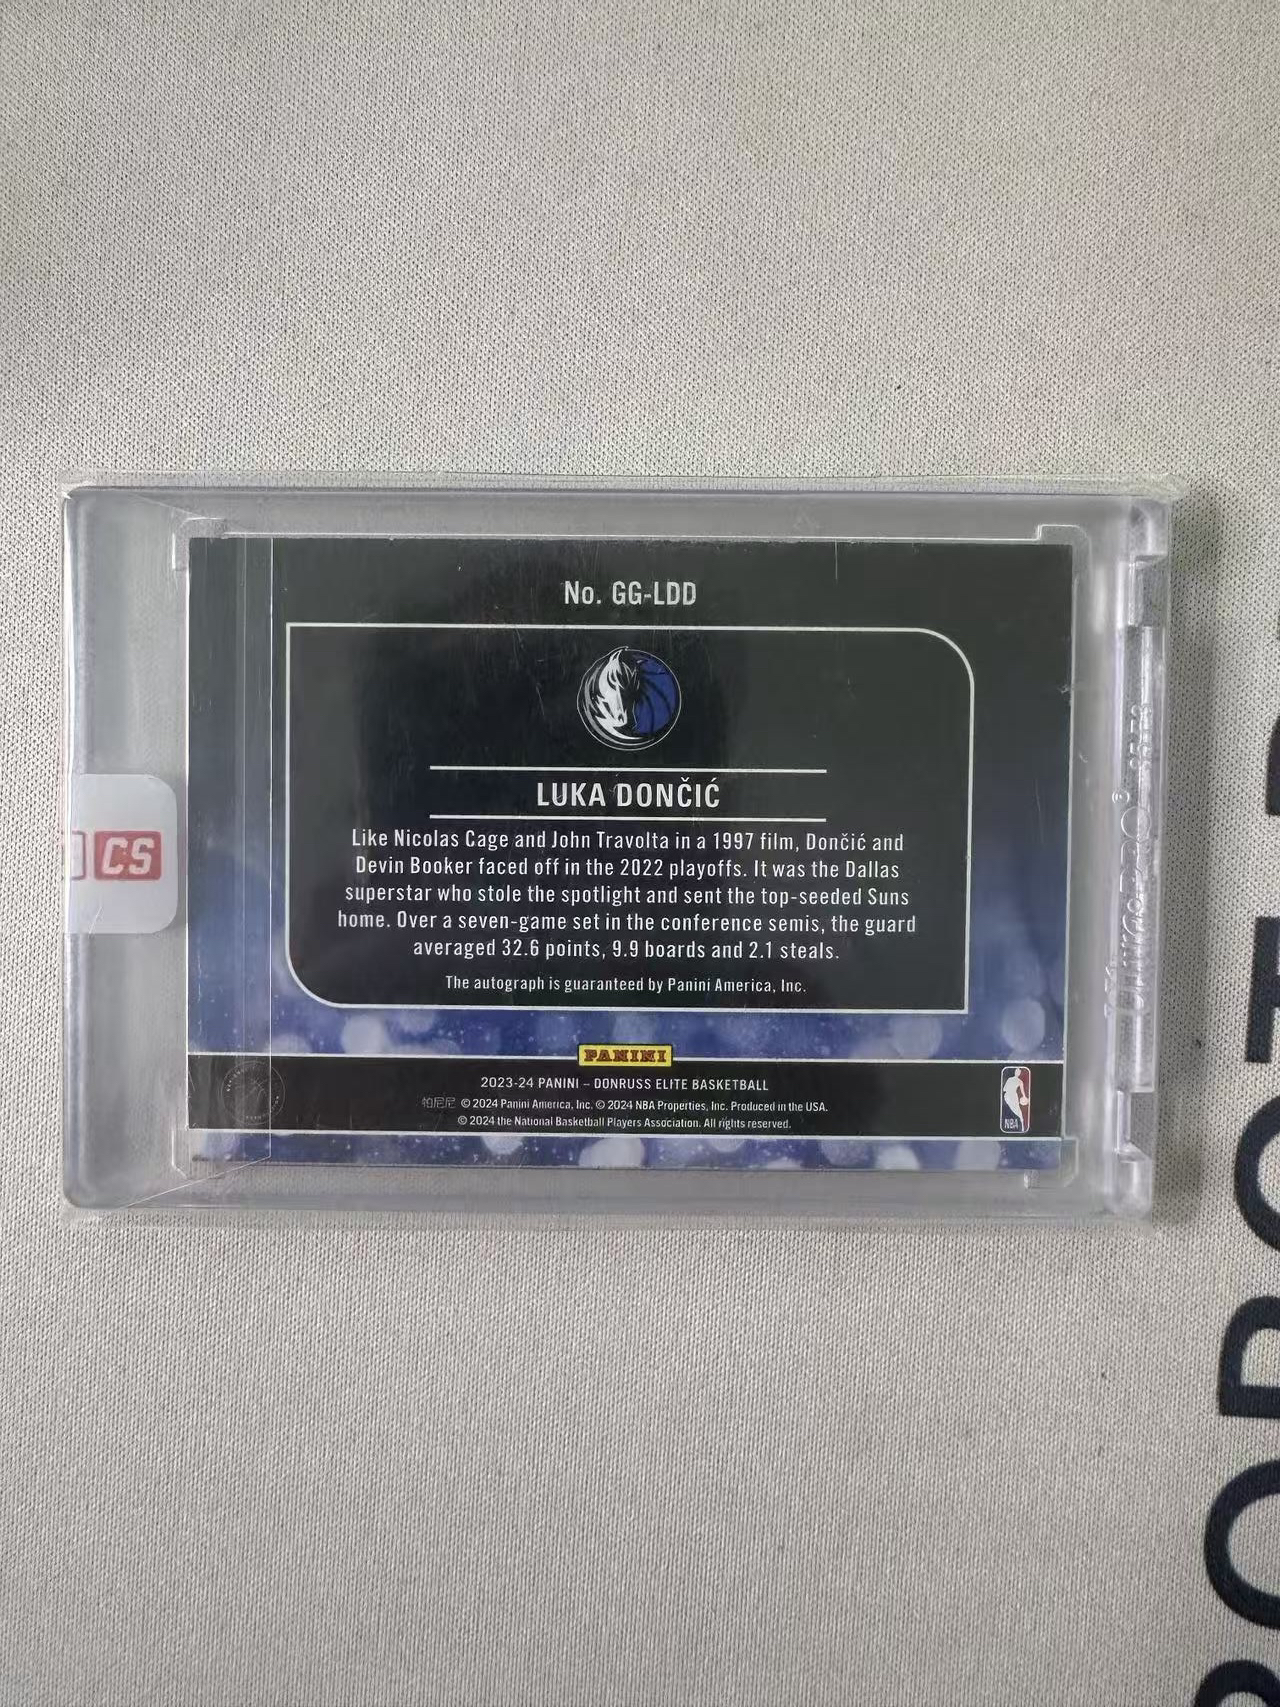 No. GG-LDD
LUKA DONČIĆ
Like Nicolas Cage and John Travolta in a 1997 film, Dončić and
Devin Booker faced off in the 2022 playoffs. It was the Dallas
superstar who stole the spotlight and sent the top-seeded Suns
home. Over a seven-game set in the conference semis, the guard
averaged 32.6 points, 9.9 boards and 2.1 steals.
The autograph is guaranteed by Panini America, Inc.
PANINI
2023-24 PANINI – DONRUSS ELITE BASKETBALL
帕尼尼 © 2024 Panini America, Inc. © 2024 NBA Properties, Inc. Produced in the USA.
© 2024 the National Basketball Players Association. All rights reserved.
NBA
CS